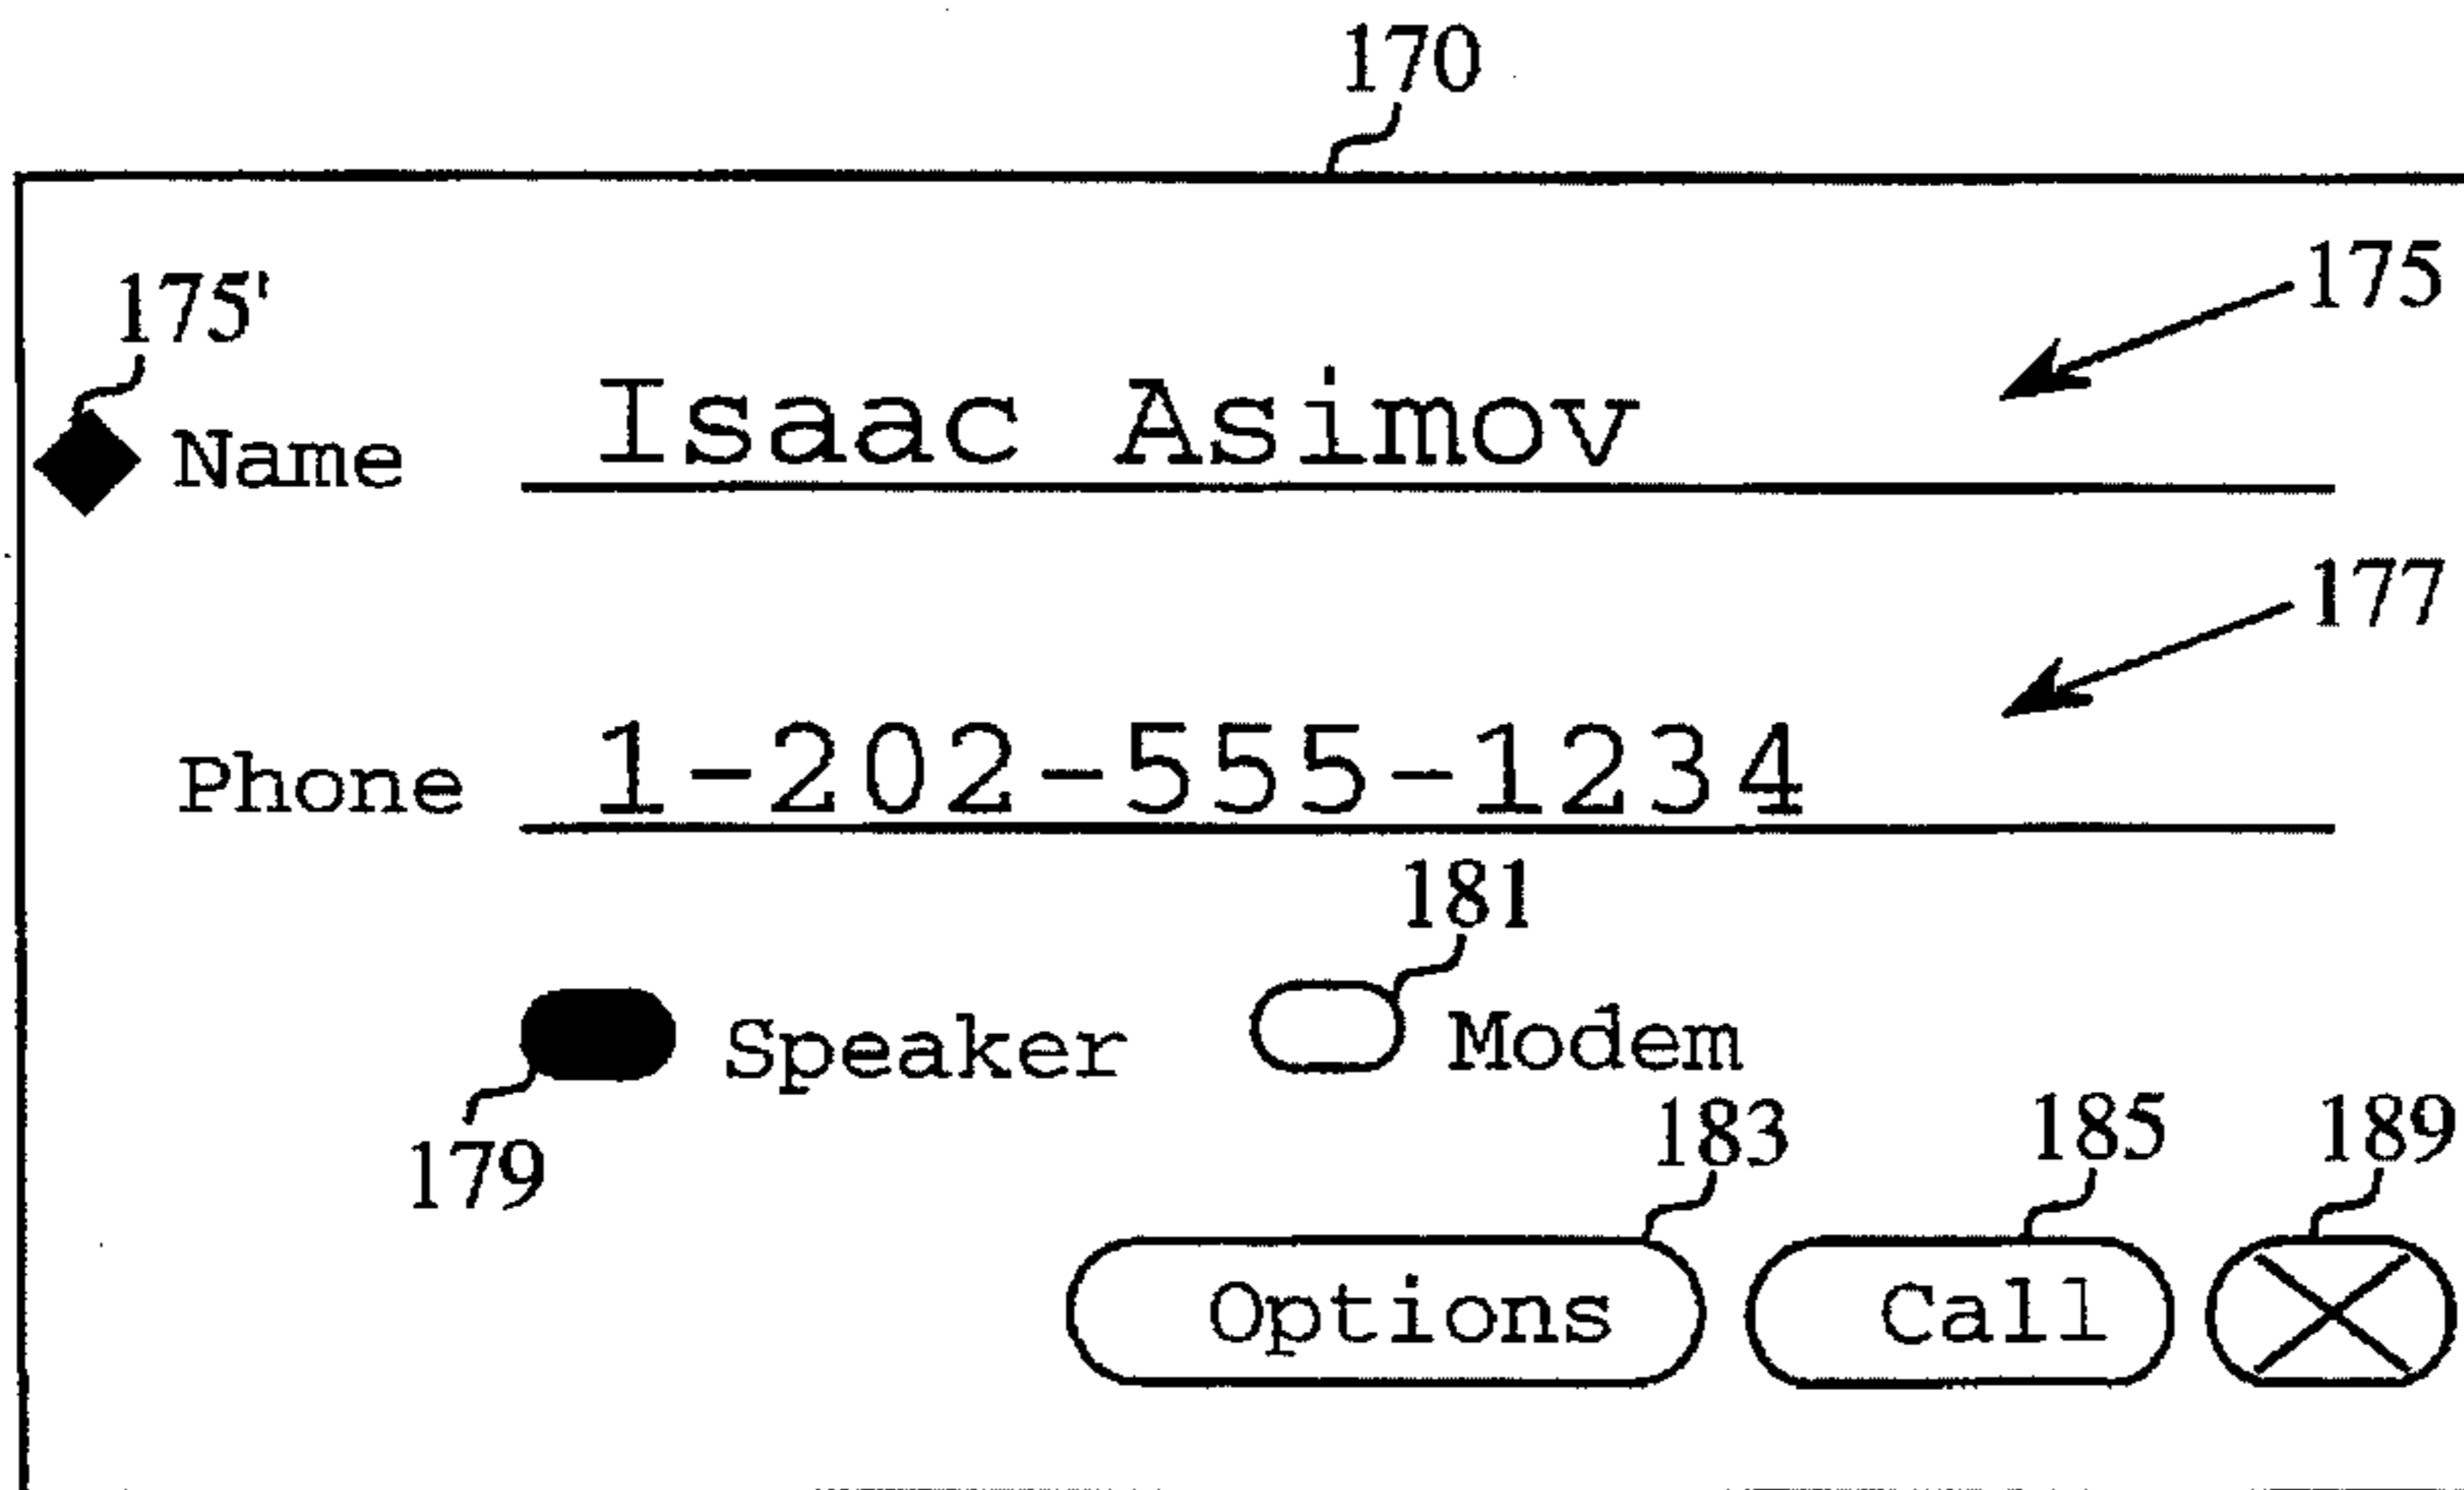 170
175' 175
Name Isaac Asimov
177
Phone 1-202-555-1234
181
Speaker Modem
179 183 185 189
Options Call